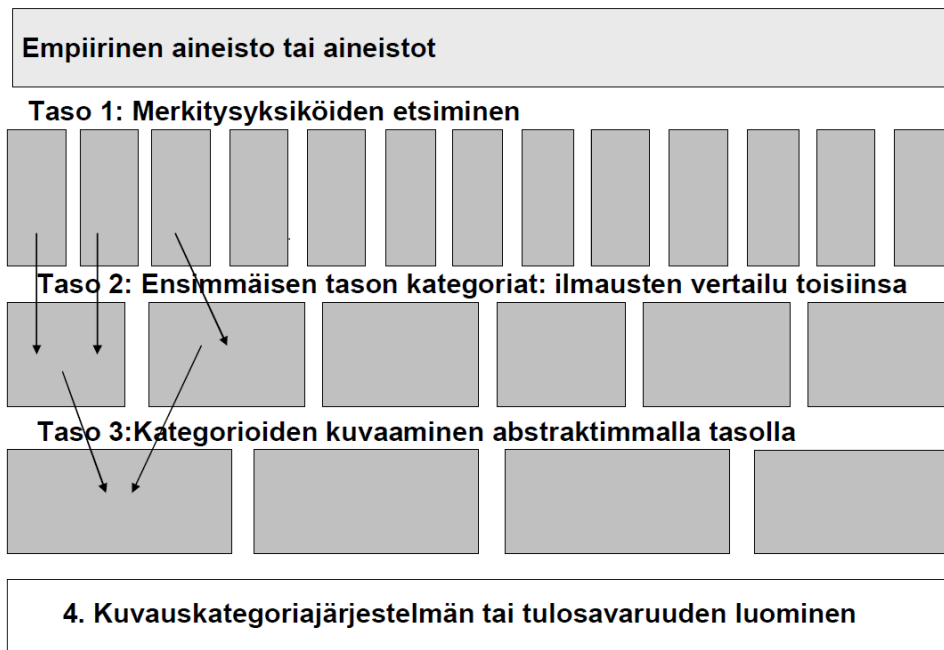 Empiirinen aineisto tai aineistot
Taso 1: Merkitysyksiköiden etsiminen
Taso 2: Ensimmäisen tason kategoriat: ilmausten vertailu toisiinsa
Taso 3:Kategorioiden kuvaaminen abstraktimmalla tasolla
4. Kuvauskategoriajärjestelmän tai tulosavaruuden luominen